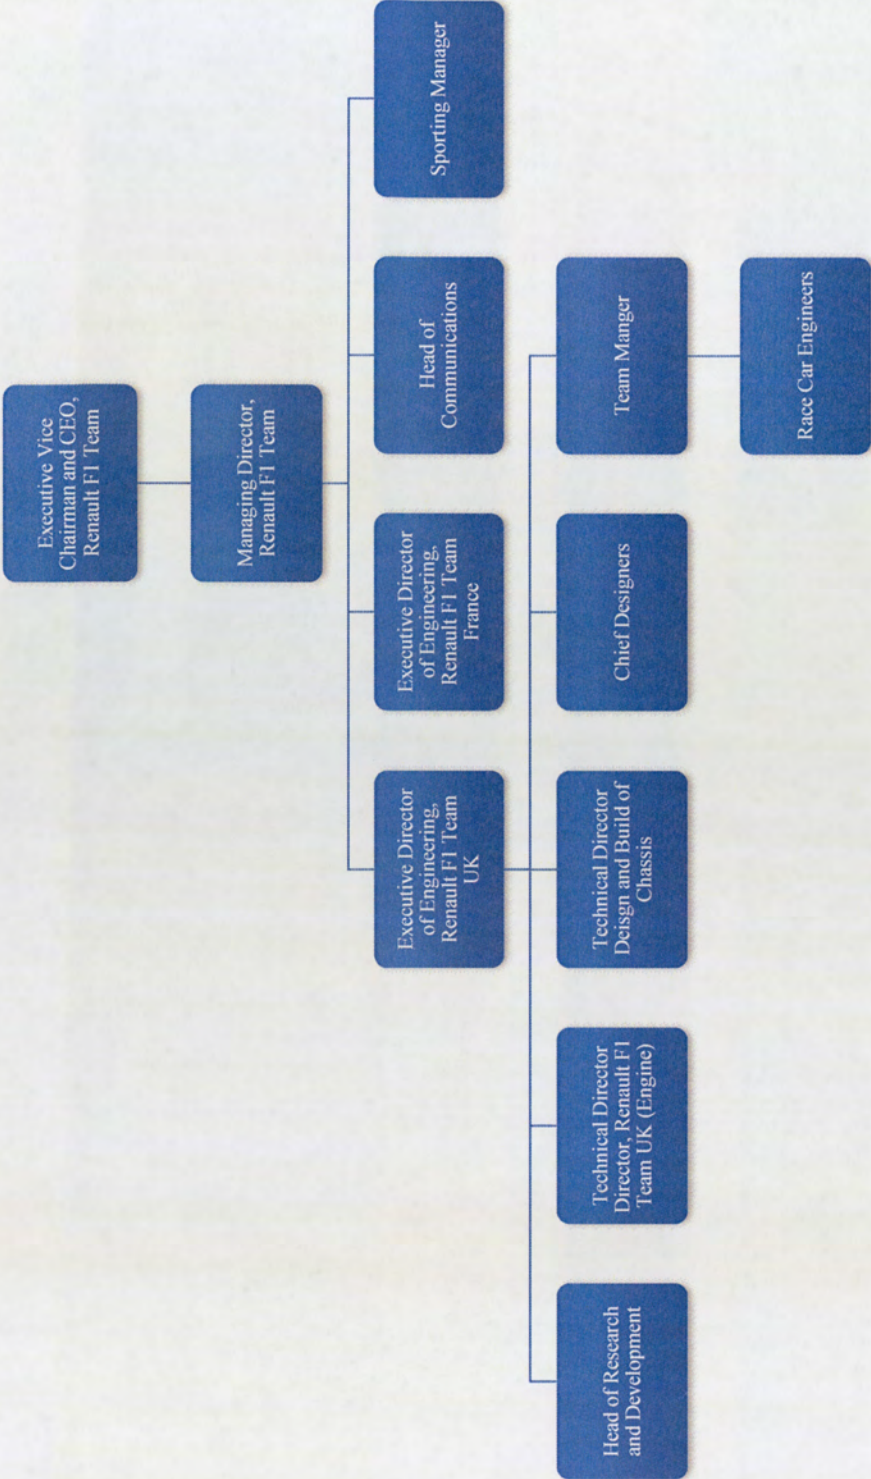 Executive Vice
Chairman and CEO,
Renault F1 Team
Managing Director,
Renault F1 Team
Executive Director
of Engineering,
Renault F1 Team
UK
Executive Director
of Engineering,
Renault F1 Team
France
Head of
Communications
Sporting Manager
Head of Research
and Development
Technical Director
Director, Renault F1
Team UK (Engine)
Technical Director
Deisgn and Build of
Chassis
Chief Designers
Team Manger
Race Car Engineers